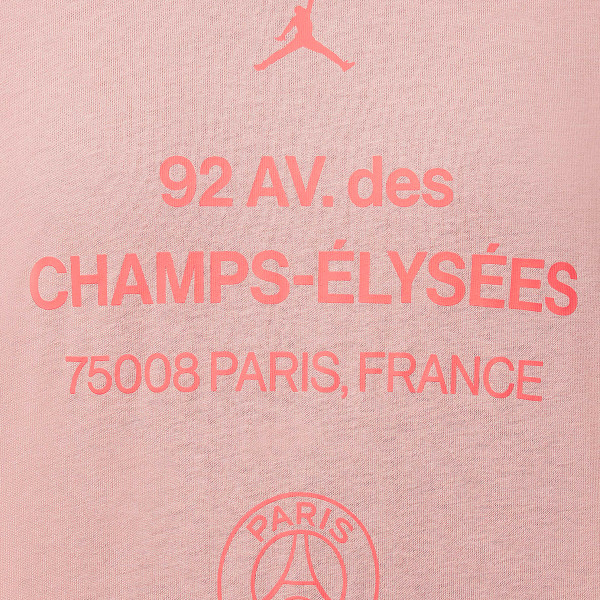 92 AV. des
CHAMPS-ÉLYSÉES
75008 PARIS, FRANCE
PARIS